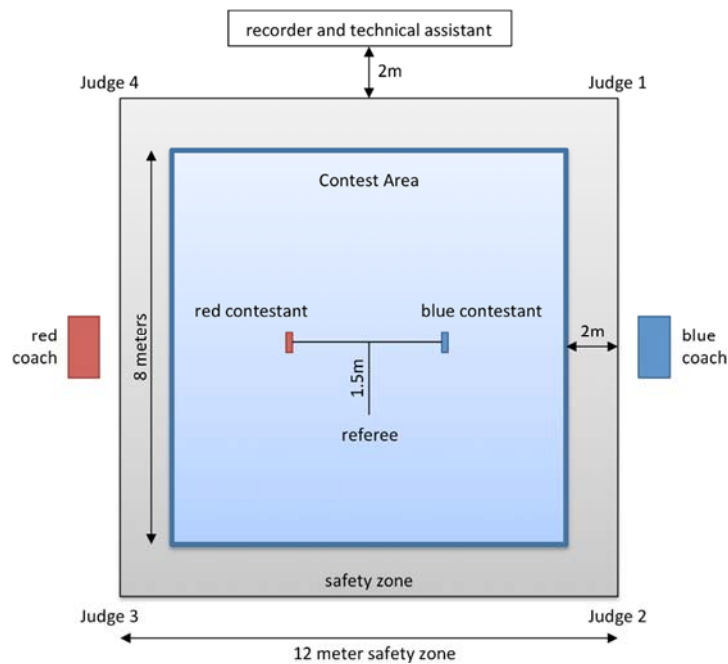 recorder and technical assistant
2m
Judge 4
Judge 1
Contest Area
red contestant
blue contestant
red
coach
8 meters
1.5m
2m
blue
coach
referee
safety zone
Judge 3
Judge 2
12 meter safety zone